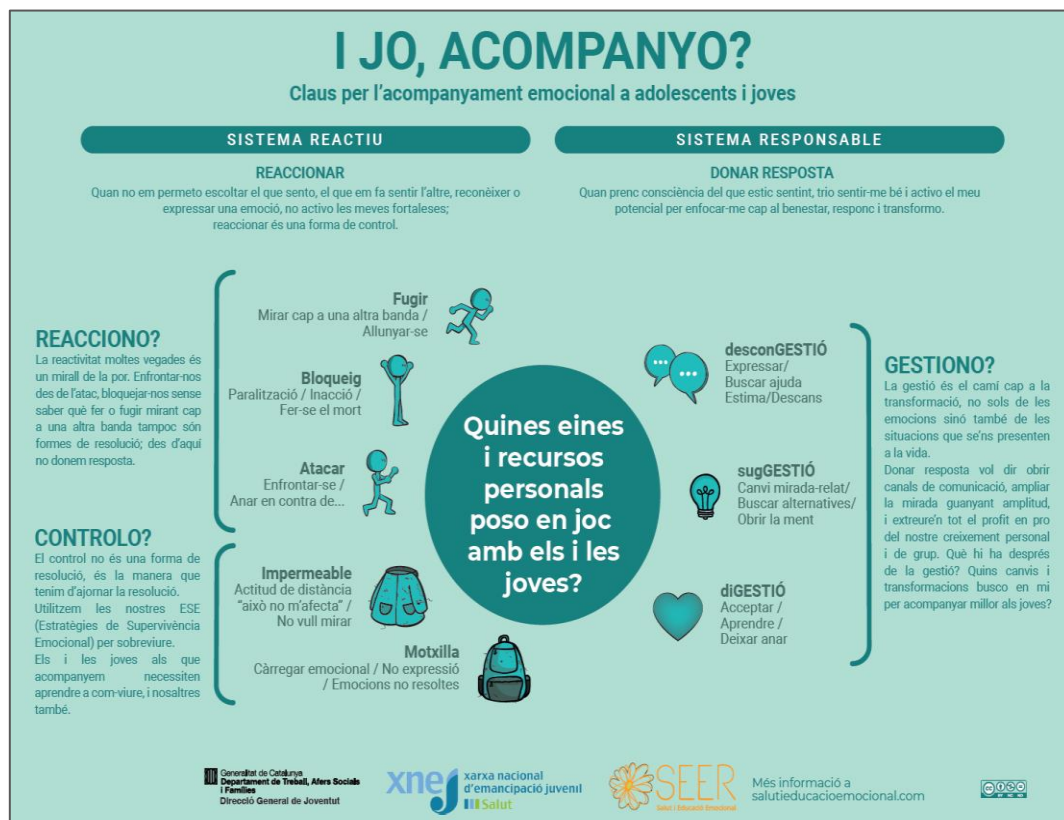 I JO, ACOMPANYO?
Claus per l'acompanyament emocional a adolescents i joves
SISTEMA REACTIU
REACCIONAR
Quan no em permeto escoltar el que sento, el que em fa sentir l'altre, reconèixer o
expressar una emoció, no activo les meves fortaleses;
reaccionar és una forma de control.
SISTEMA RESPONSABLE
DONAR RESPOSTA
Quan prenc consciència del que estic sentint, trio sentir-me bé i activo el meu
potencial per enfocar-me cap al benestar, responc i transformo.
REACCIONO?
La reactivitat moltes vegades és
un mirall de la por. Enfrontar-nos
des de l'atac, bloquejar-nos sense
saber què fer o fugir mirant cap
a una altra banda tampoc són
formes de resolució; des d'aquí
no donem resposta.
Fugir
Mirar cap a una altra banda /
Allunyar-se
Bloqueig
Paralització / Inacció /
Fer-se el mort
Atacar
Enfrontar-se /
Anar en contra de...
CONTROLO?
El control no és una forma de
resolució, és la manera que
tenim d'ajornar la resolució.
Utilitzem les nostres ESE
(Estratègies de Supervivència
Emocional) per sobreviure.
Els i les joves als que
acompanyem necessiten
aprendre a com-viure, i nosaltres
també.
Impermeable
Actitud de distància
"això no m'afecta" /
No vull mirar
Motxilla
Càrregar emocional / No expressió
/ Emocions no resoltes
Quines eines
i recursos
personals
poso en joc
amb els i les
joves?
desconGESTIÓ
Expressar/
Buscar ajuda
Estima/Descans
sugGESTIÓ
Canvi mirada-relat/
Buscar alternatives/
Obrir la ment
diGESTIÓ
Acceptar /
Aprendre /
Deixar anar
GESTIONO?
La gestió és el camí cap a la
transformació, no sols de les
emocions sinó també de les
situacions que se'ns presenten
a la vida.
Donar resposta vol dir obrir
canals de comunicació, ampliar
la mirada guanyant amplitud,
i extreure'n tot el profit en pro
del nostre creixement personal
i de grup. Què hi ha després
de la gestió? Quins canvis i
transformacions busco en mi
per acompanyar millor als joves?
Generalitat de Catalunya
Departament de Treball, Afers Socials
i Famílies
Direcció General de Joventut
xnej
xarxa nacional
d'emancipació juvenil
Salut
SEER
Salut i Educació Emocional
Més informació a
salutieducacioemocional.com
cc
BY NC ND